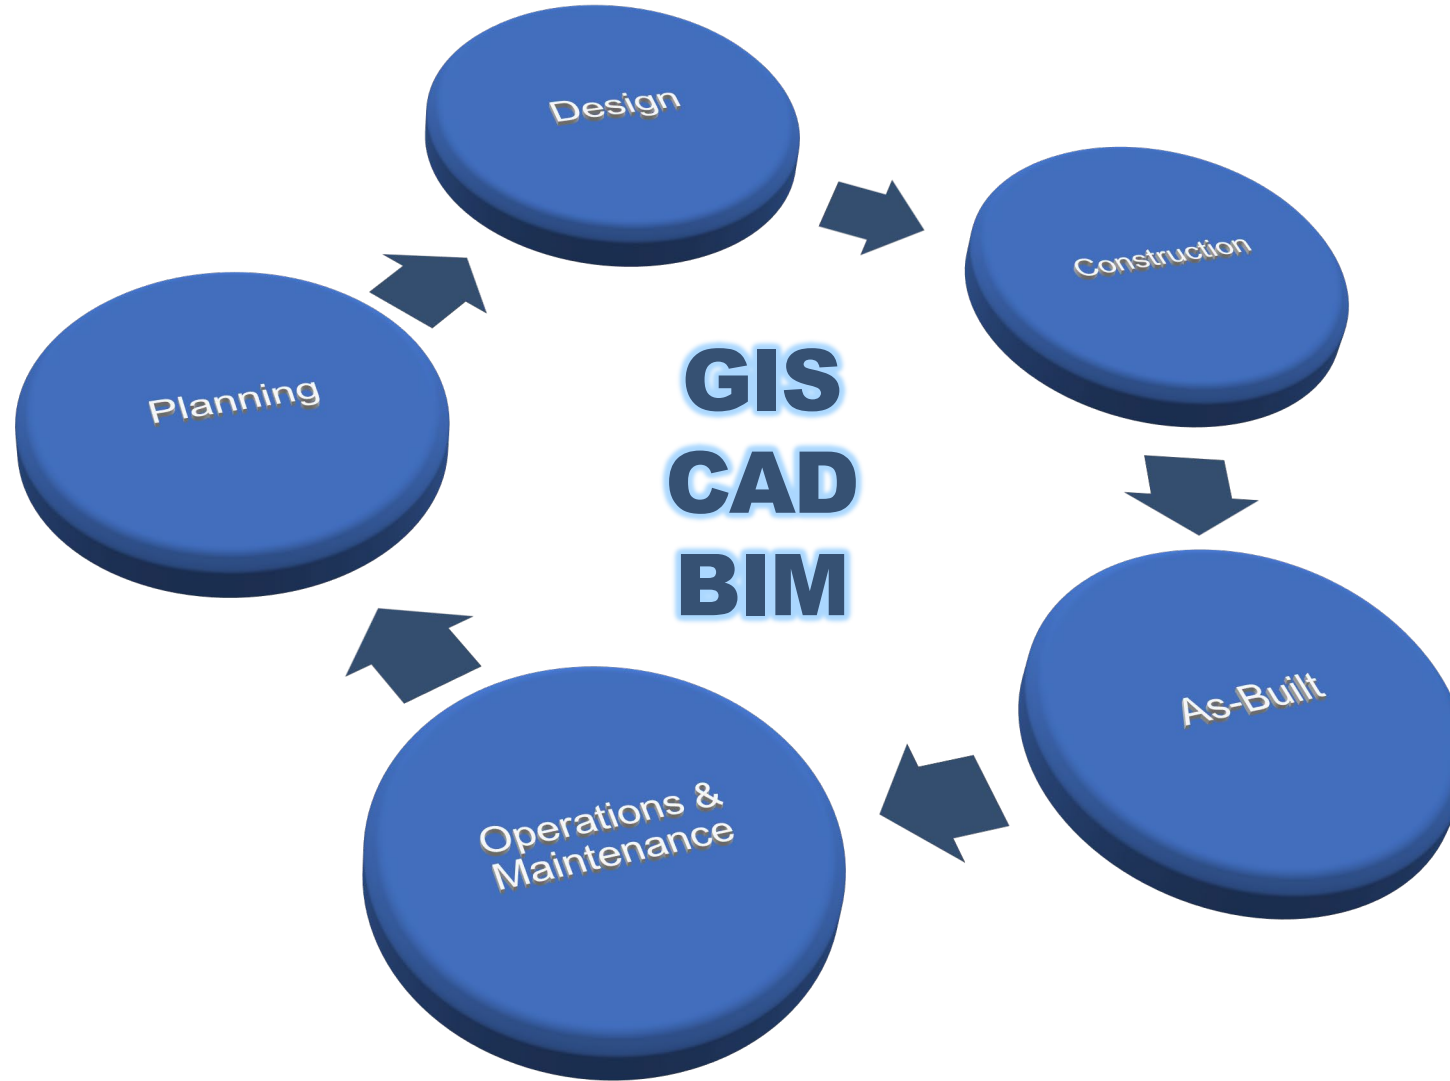 Design
Construction
Planning
GIS
CAD
BIM
As-Built
Operations &
Maintenance